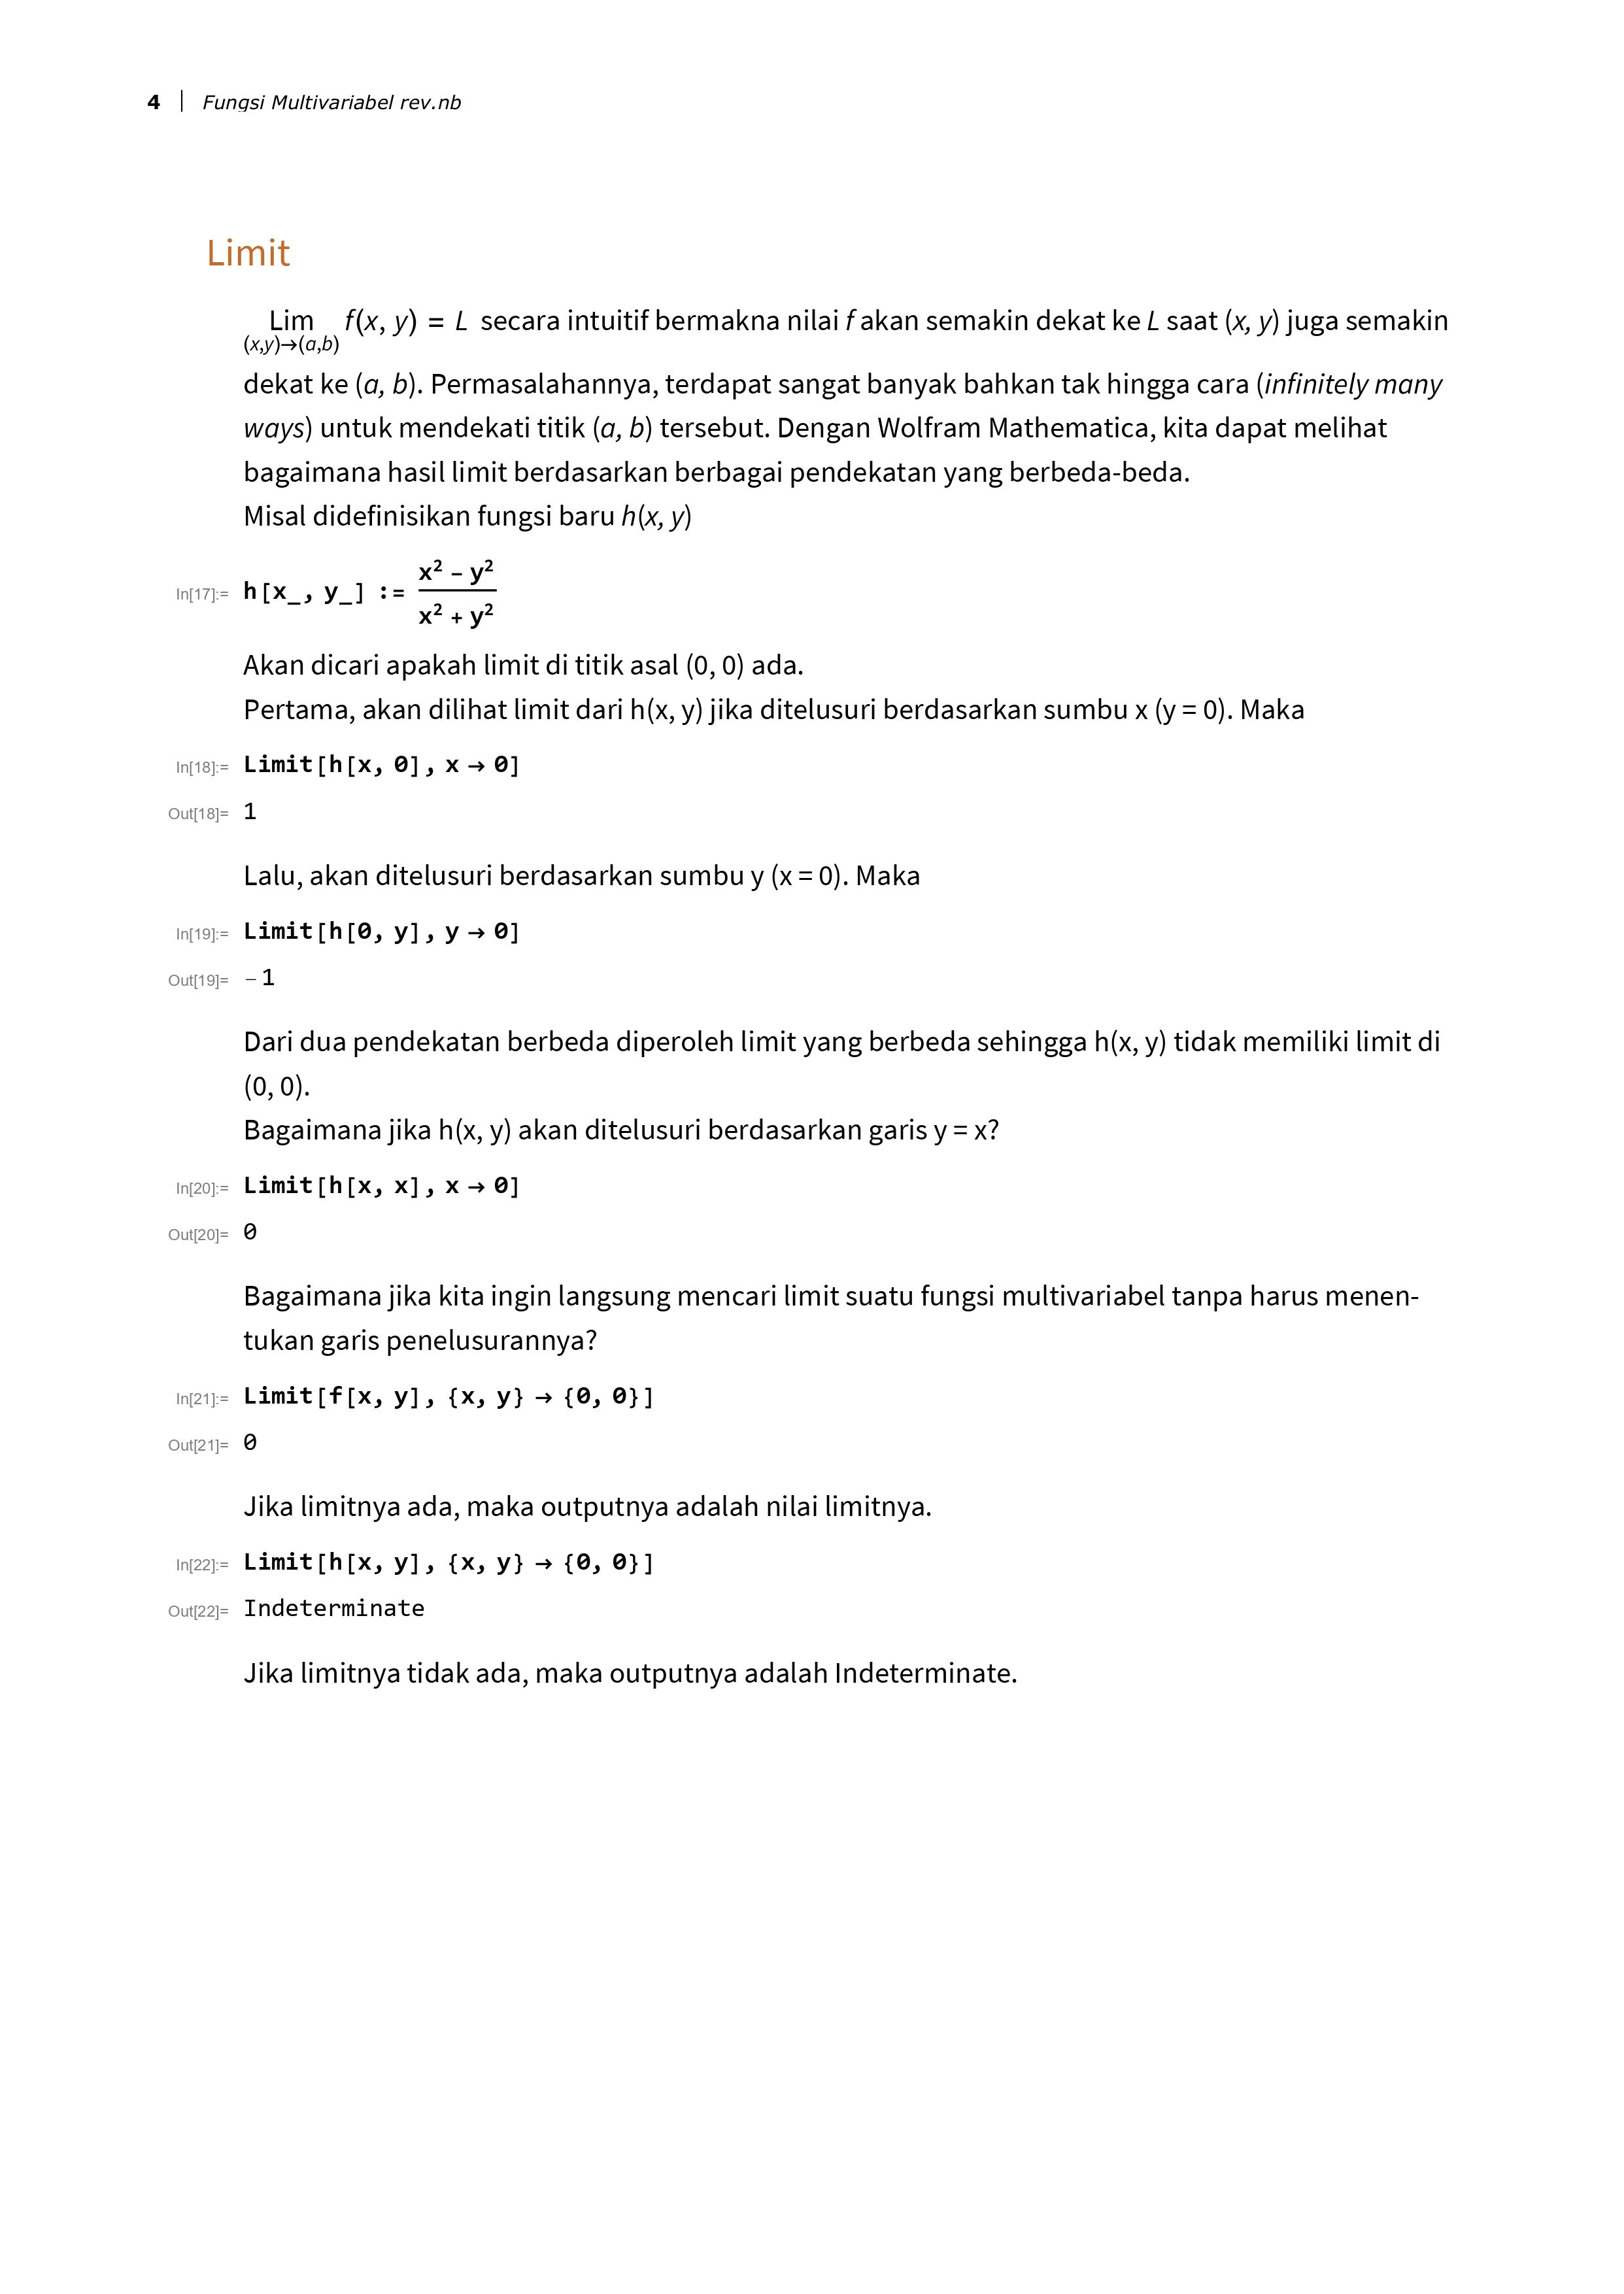 4 | Fungsi Multivariabel rev.nb
Limit
Lim f(x, y) = L secara intuitif bermakna nilai f akan semakin dekat ke L saat (x, y) juga semakin
(x,y)→(a,b)
dekat ke (a, b). Permasalahannya, terdapat sangat banyak bahkan tak hingga cara (infinitely many
ways) untuk mendekati titik (a, b) tersebut. Dengan Wolfram Mathematica, kita dapat melihat
bagaimana hasil limit berdasarkan berbagai pendekatan yang berbeda-beda.
Misal didefinisikan fungsi baru h(x, y)
In[17]:= h[x_, y_] := (x² - y²)/(x² + y²)
Akan dicari apakah limit di titik asal (0, 0) ada.
Pertama, akan dilihat limit dari h(x, y) jika ditelusuri berdasarkan sumbu x (y = 0). Maka
In[18]:= Limit[h[x, 0], x → 0]
Out[18]= 1
Lalu, akan ditelusuri berdasarkan sumbu y (x = 0). Maka
In[19]:= Limit[h[0, y], y → 0]
Out[19]= -1
Dari dua pendekatan berbeda diperoleh limit yang berbeda sehingga h(x, y) tidak memiliki limit di
(0, 0).
Bagaimana jika h(x, y) akan ditelusuri berdasarkan garis y = x?
In[20]:= Limit[h[x, x], x → 0]
Out[20]= 0
Bagaimana jika kita ingin langsung mencari limit suatu fungsi multivariabel tanpa harus menen-
tukan garis penelusurannya?
In[21]:= Limit[f[x, y], {x, y} → {0, 0}]
Out[21]= 0
Jika limitnya ada, maka outputnya adalah nilai limitnya.
In[22]:= Limit[h[x, y], {x, y} → {0, 0}]
Out[22]= Indeterminate
Jika limitnya tidak ada, maka outputnya adalah Indeterminate.